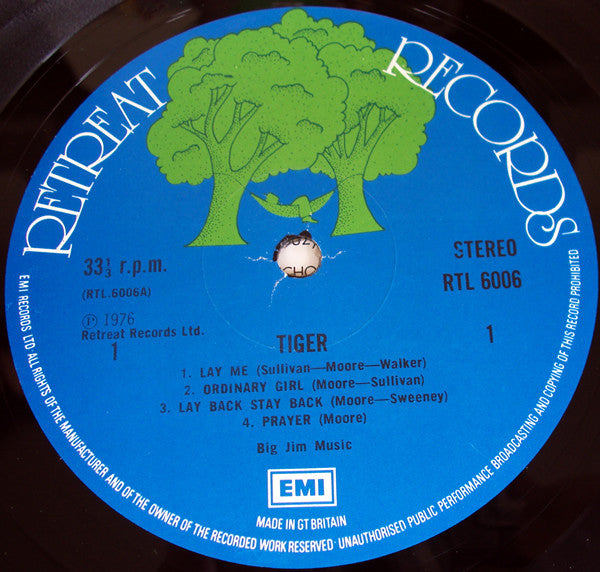 RETREAT RECORDS
33⅓ r.p.m.
(RTL.6006A)
STEREO
RTL 6006
Ⓟ 1976
Retreat Records Ltd.
1
TIGER
1
1. LAY ME (Sullivan—Moore—Walker)
2. ORDINARY GIRL (Moore—Sullivan)
3. LAY BACK STAY BACK (Moore—Sweeney)
4. PRAYER (Moore)
Big Jim Music
EMI
MADE IN GT BRITAIN
EMI RECORDS LTD ALL RIGHTS OF THE MANUFACTURER AND OF THE OWNER OF THE RECORDED WORK RESERVED · UNAUTHORISED PUBLIC PERFORMANCE BROADCASTING AND COPYING OF THIS RECORD PROHIBITED